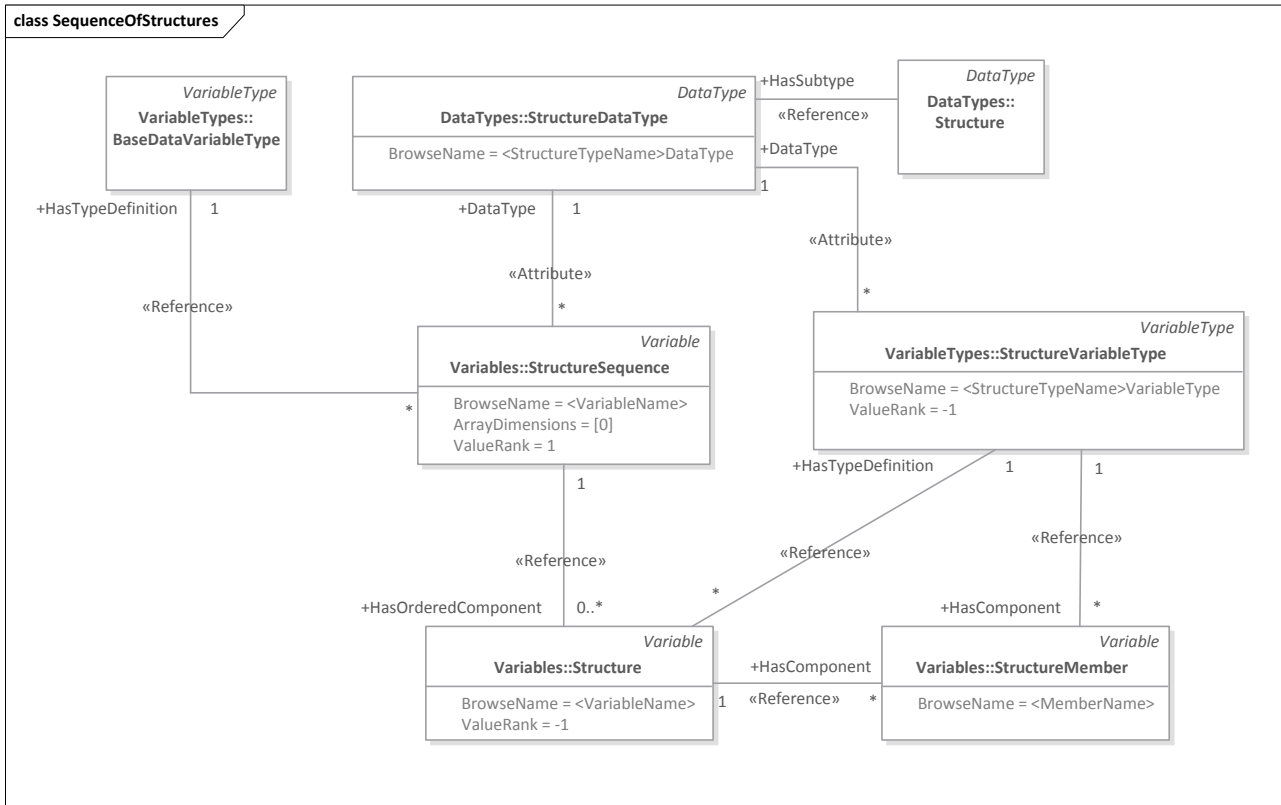 class SequenceOfStructures
VariableType
VariableTypes::
BaseDataVariableType
DataType
DataTypes::StructureDataType
BrowseName = <StructureTypeName>DataType
+HasSubtype
«Reference»
DataType
DataTypes::
Structure
+DataType
1
+HasTypeDefinition
1
+DataType
1
«Attribute»
«Attribute»
«Reference»
*
*
Variable
Variables::StructureSequence
BrowseName = <VariableName>
ArrayDimensions = [0]
ValueRank = 1
*
VariableType
VariableTypes::StructureVariableType
BrowseName = <StructureTypeName>VariableType
ValueRank = -1
+HasTypeDefinition
1
1
1
«Reference»
«Reference»
«Reference»
*
+HasOrderedComponent
0..*
+HasComponent
*
Variable
Variables::Structure
BrowseName = <VariableName>
ValueRank = -1
+HasComponent
1
«Reference»
*
Variable
Variables::StructureMember
BrowseName = <MemberName>